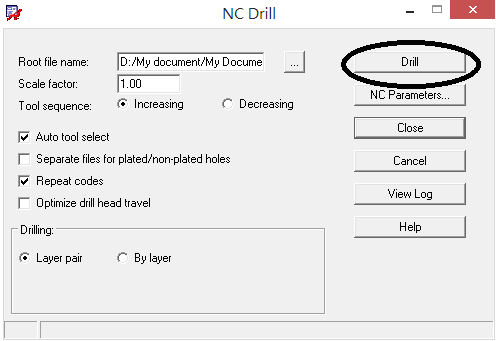 NC Drill
Root file name: D:/My document/My Docume ...
Drill
Scale factor: 1.00
NC Parameters...
Tool sequence: Increasing Decreasing
Close
Auto tool select
Separate files for plated/non-plated holes
Cancel
Repeat codes
View Log
Optimize drill head travel
Help
Drilling:
Layer pair By layer